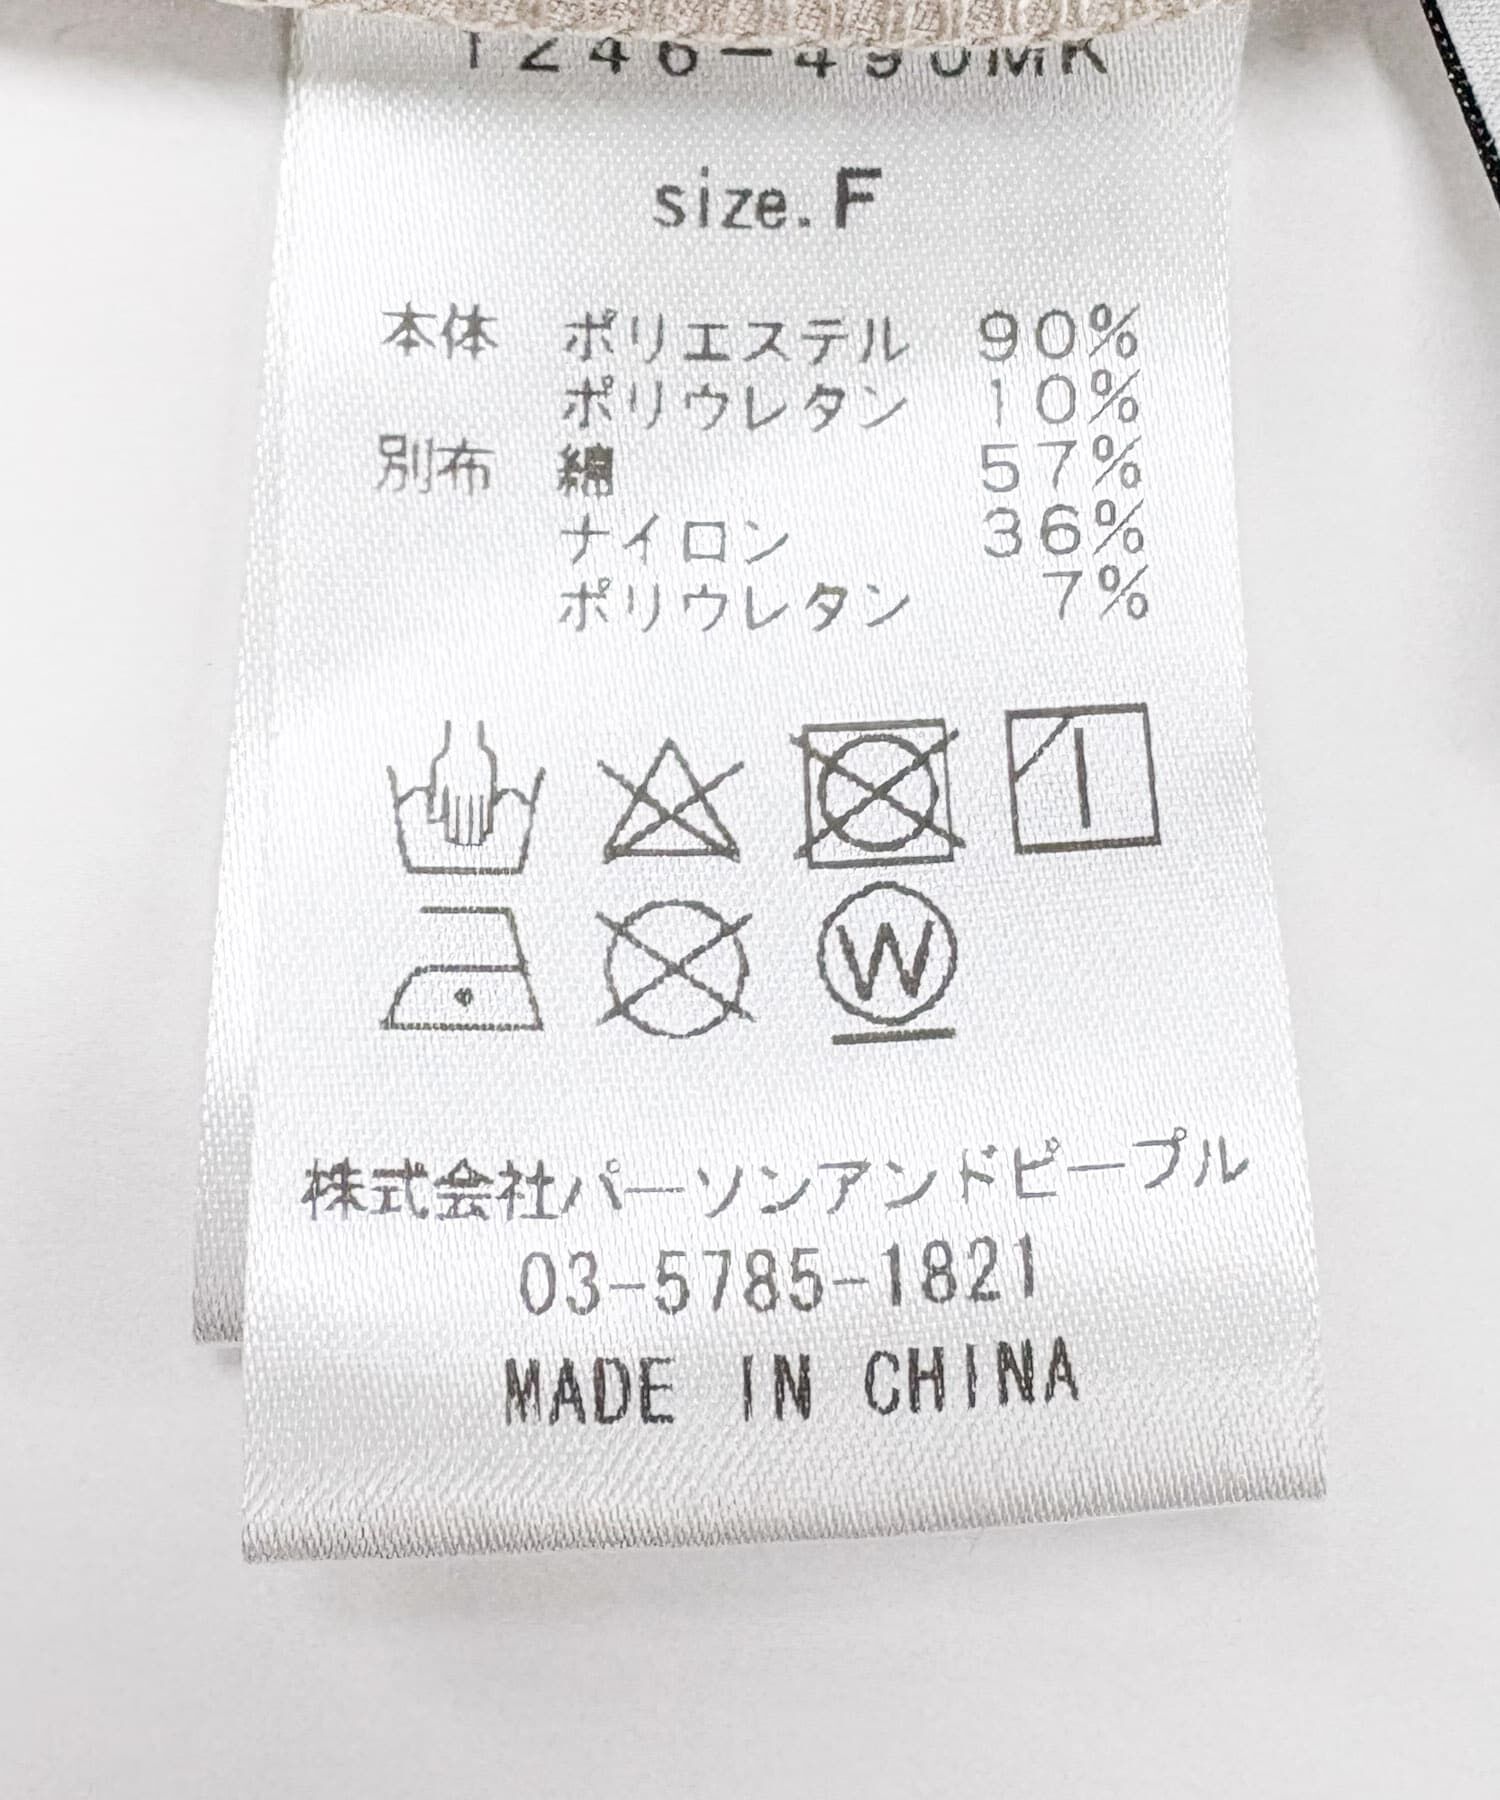 1246-490MK
size.F
本体 ポリエステル 90%
ポリウレタン 10%
別布 綿 57%
ナイロン 36%
ポリウレタン 7%
W
株式会社パーソンアンドピープル
03-5785-1821
MADE IN CHINA